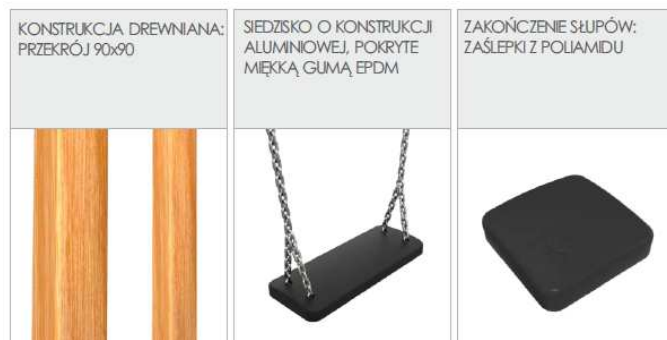 KONSTRUKCJA DREWNIANA:
PRZEKRÓJ 90x90
SIEDZISKO O KONSTRUKCJI
ALUMINIOWEJ, POKRYTE
MIĘKKĄ GUMĄ EPDM
ZAKOŃCZENIE SŁUPÓW:
ZAŚLEPKI Z POLIAMIDU